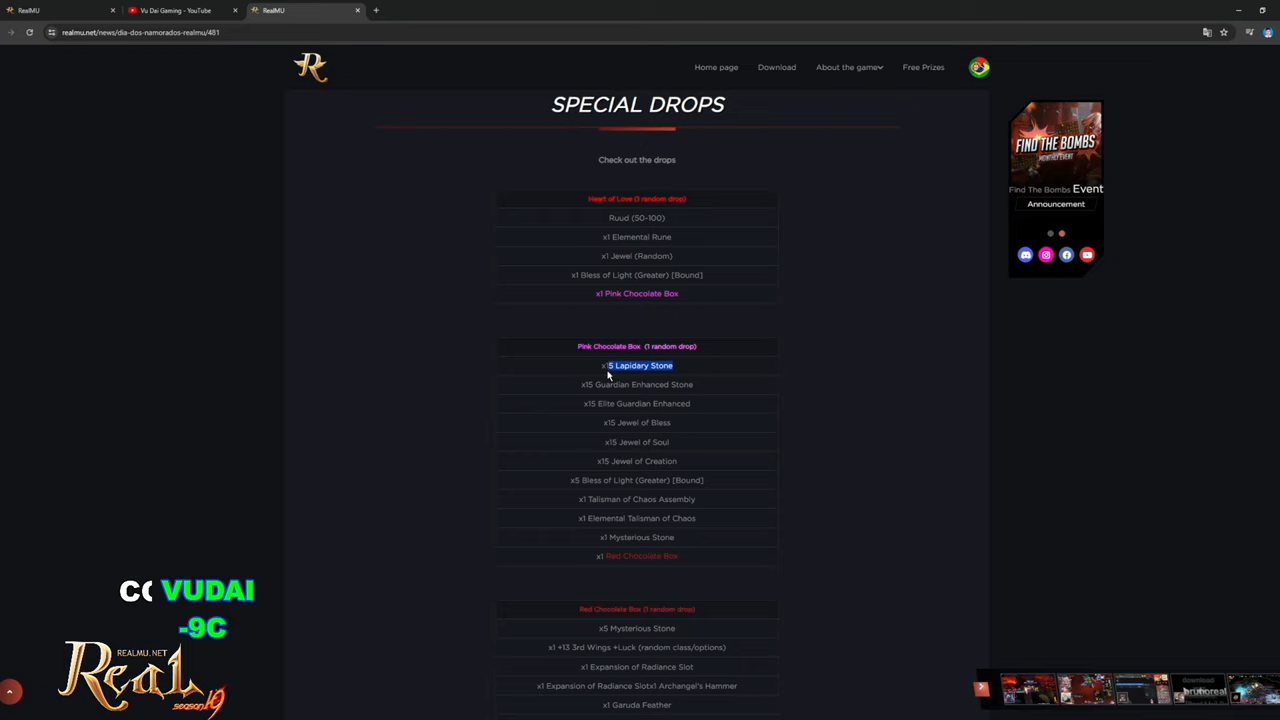 RealMU
Vu Dai Gaming - YouTube
RealMU
realmu.net/news/dia-dos-namorados-realmu/481
Home page
Download
About the game
Free Prizes
SPECIAL DROPS
Check out the drops
Heart of Love (1 random drop)
Ruud (50-100)
x1 Elemental Rune
x1 Jewel (Random)
x1 Bless of Light (Greater) [Bound]
x1 Pink Chocolate Box
Pink Chocolate Box (1 random drop)
x15 Lapidary Stone
x15 Guardian Enhanced Stone
x15 Elite Guardian Enhanced
x15 Jewel of Bless
x15 Jewel of Soul
x15 Jewel of Creation
x5 Bless of Light (Greater) [Bound]
x1 Talisman of Chaos Assembly
x1 Elemental Talisman of Chaos
x1 Mysterious Stone
x1 Red Chocolate Box
Red Chocolate Box (1 random drop)
x5 Mysterious Stone
x1 +13 3rd Wings +Luck (random class/options)
x1 Expansion of Radiance Slot
x1 Expansion of Radiance Slotx1 Archangel's Hammer
x1 Garuda Feather
FIND THE BOMBS
MONTHLY EVENT
Find The Bombs Event
Announcement
VUDAI
-9C
REALMU.NET
Real
season 19
download